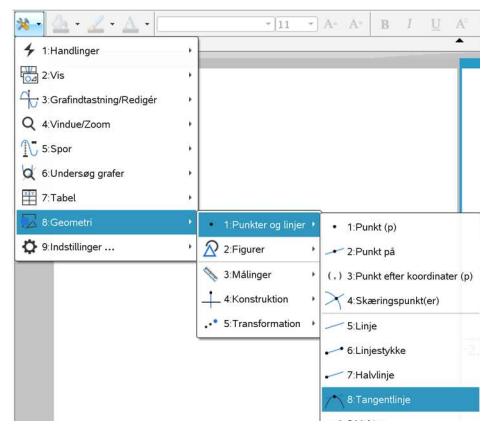 11
A- A+ B I U
1:Handlinger
2:Vis
3:Grafindtastning/Redigér
4:Vindue/Zoom
5:Spor
6:Undersøg grafer
7:Tabel
8:Geometri
9:Indstillinger ...
1:Punkter og linjer
2:Figurer
3:Målinger
4:Konstruktion
5:Transformation
1:Punkt (p)
2:Punkt på
(.) 3:Punkt efter koordinater (p)
4:Skæringspunkt(er)
5:Linje
6:Linjestykke
7:Halvlinje
8:Tangentlinje